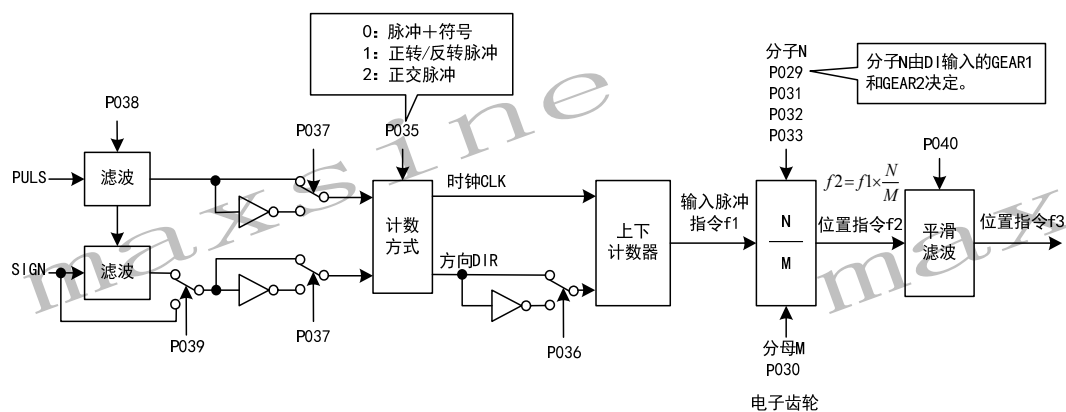 0：脉冲＋符号
1：正转/反转脉冲
2：正交脉冲
P038
P037
P035
PULS
滤波
时钟CLK
计数
方式
SIGN
滤波
方向DIR
P039
P037
P036
上下
计数器
输入脉冲
指令f1
分子N
P029
P031
P032
P033
分子N由DI输入的GEAR1
和GEAR2决定。
N
M
分母M
P030
电子齿轮
f2=f1×N/M
位置指令f2
P040
平滑
滤波
位置指令f3
maxsine
max